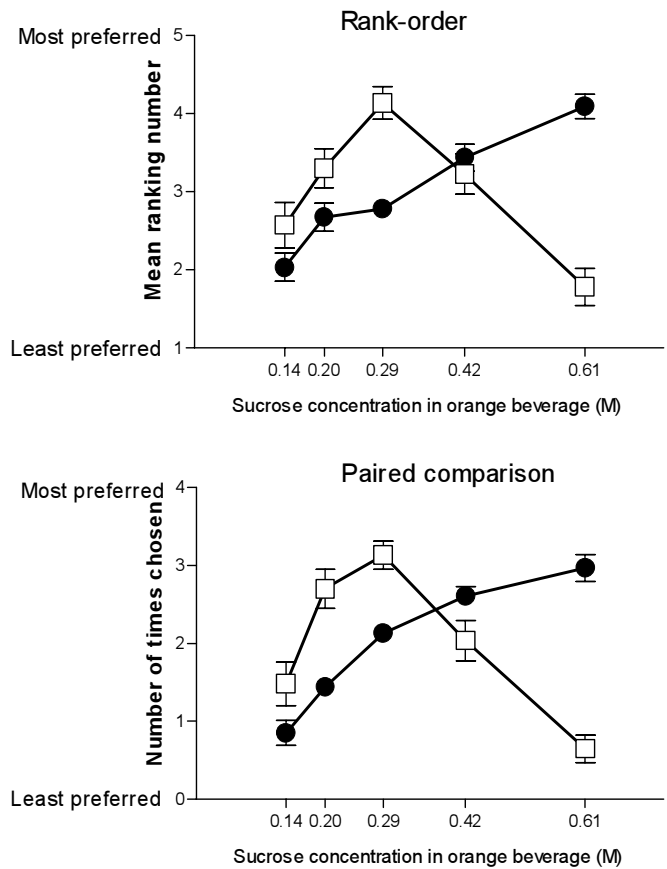 Rank-order
Most preferred
5
4
3
2
1
Mean ranking number
Least preferred
0.14 0.20 0.29 0.42 0.61
Sucrose concentration in orange beverage (M)
Paired comparison
Most preferred
4
3
2
1
0
Number of times chosen
Least preferred
0.14 0.20 0.29 0.42 0.61
Sucrose concentration in orange beverage (M)